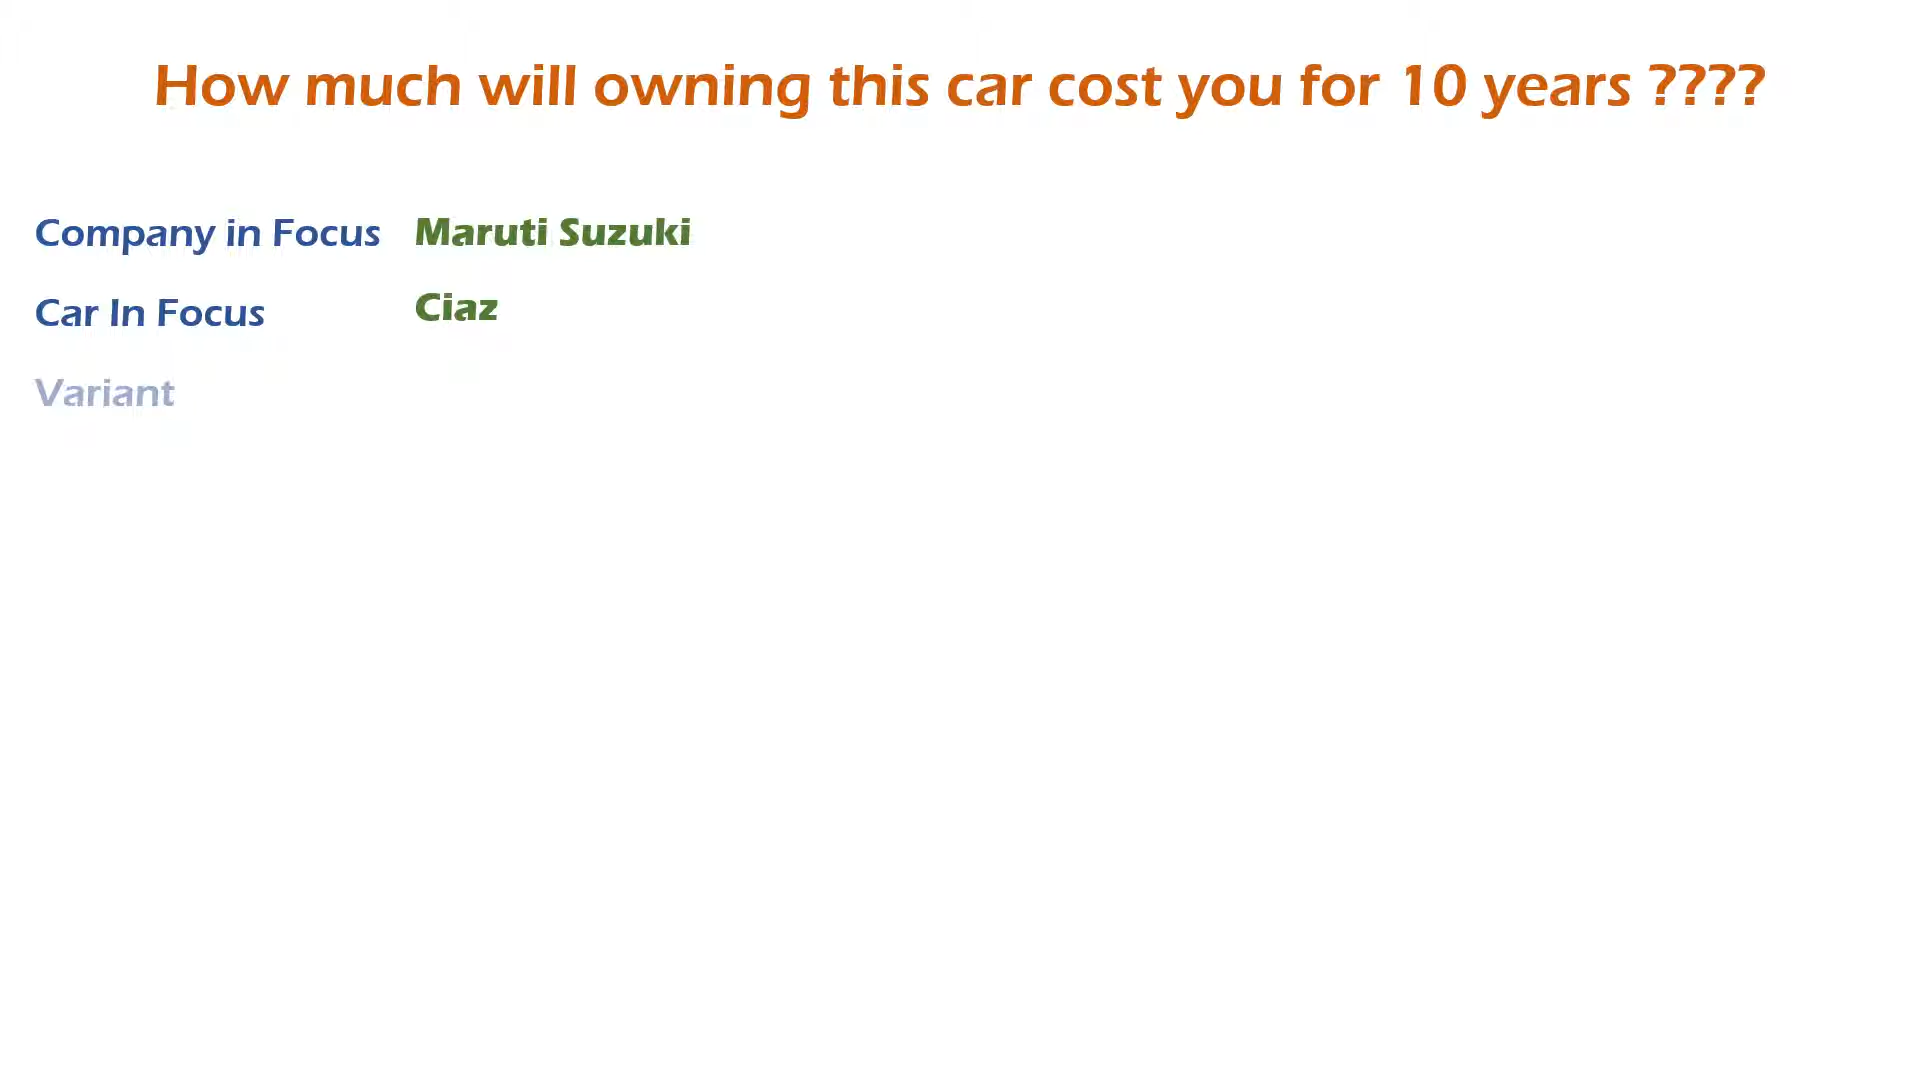 How much will owning this car cost you for 10 years ????
Company in Focus Maruti Suzuki
Car In Focus Ciaz
Variant